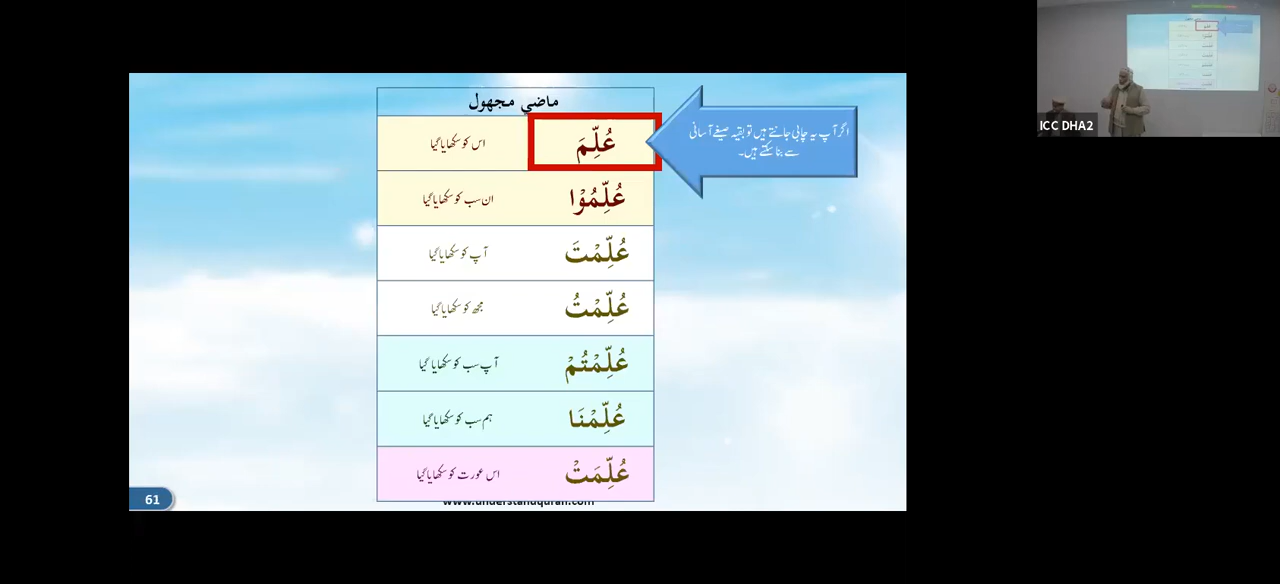 ماضي مجهول
عُلِّمَ اس کو سکھایا گیا
عُلِّمُوْا ان سب کو سکھایا گیا
عُلِّمْتَ آپ کو سکھایا گیا
عُلِّمْتُ مجھ کو سکھایا گیا
عُلِّمْتُمْ آپ سب کو سکھایا گیا
عُلِّمْنَا ہم سب کو سکھایا گیا
عُلِّمَتْ اس عورت کو سکھایا گیا
اگر آپ یہ چابی جانتے ہیں تو بقیہ صیغے آسانی
سے بنا سکتے ہیں۔
www.understandquran.com
61
ICC DHA2